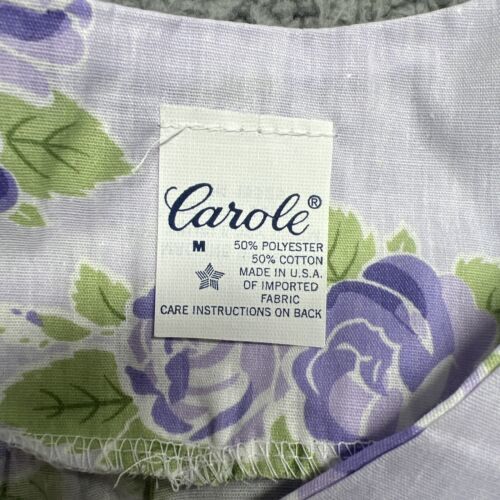 Carole®
M 50% POLYESTER
50% COTTON
MADE IN U.S.A.
OF IMPORTED
FABRIC
CARE INSTRUCTIONS ON BACK